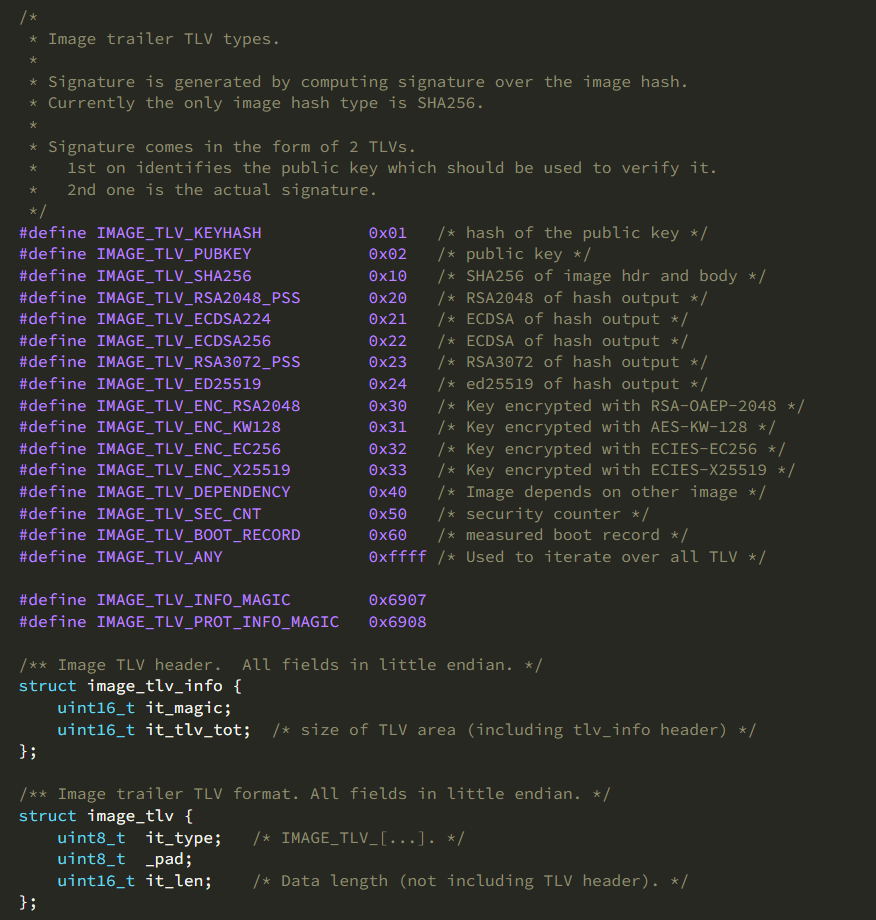 /*
 * Image trailer TLV types.
 *
 * Signature is generated by computing signature over the image hash.
 * Currently the only image hash type is SHA256.
 *
 * Signature comes in the form of 2 TLVs.
 *   1st on identifies the public key which should be used to verify it.
 *   2nd one is the actual signature.
 */
#define IMAGE_TLV_KEYHASH           0x01   /* hash of the public key */
#define IMAGE_TLV_PUBKEY            0x02   /* public key */
#define IMAGE_TLV_SHA256            0x10   /* SHA256 of image hdr and body */
#define IMAGE_TLV_RSA2048_PSS       0x20   /* RSA2048 of hash output */
#define IMAGE_TLV_ECDSA224          0x21   /* ECDSA of hash output */
#define IMAGE_TLV_ECDSA256          0x22   /* ECDSA of hash output */
#define IMAGE_TLV_RSA3072_PSS       0x23   /* RSA3072 of hash output */
#define IMAGE_TLV_ED25519           0x24   /* ed25519 of hash output */
#define IMAGE_TLV_ENC_RSA2048       0x30   /* Key encrypted with RSA-OAEP-2048 */
#define IMAGE_TLV_ENC_KW128         0x31   /* Key encrypted with AES-KW-128 */
#define IMAGE_TLV_ENC_EC256         0x32   /* Key encrypted with ECIES-EC256 */
#define IMAGE_TLV_ENC_X25519        0x33   /* Key encrypted with ECIES-X25519 */
#define IMAGE_TLV_DEPENDENCY        0x40   /* Image depends on other image */
#define IMAGE_TLV_SEC_CNT           0x50   /* security counter */
#define IMAGE_TLV_BOOT_RECORD       0x60   /* measured boot record */
#define IMAGE_TLV_ANY               0xffff /* Used to iterate over all TLV */

#define IMAGE_TLV_INFO_MAGIC        0x6907
#define IMAGE_TLV_PROT_INFO_MAGIC   0x6908

/** Image TLV header.  All fields in little endian. */
struct image_tlv_info {
    uint16_t it_magic;
    uint16_t it_tlv_tot;  /* size of TLV area (including tlv_info header) */
};

/** Image trailer TLV format. All fields in little endian. */
struct image_tlv {
    uint8_t  it_type;   /* IMAGE_TLV_[...]. */
    uint8_t  _pad;
    uint16_t it_len;    /* Data length (not including TLV header). */
};